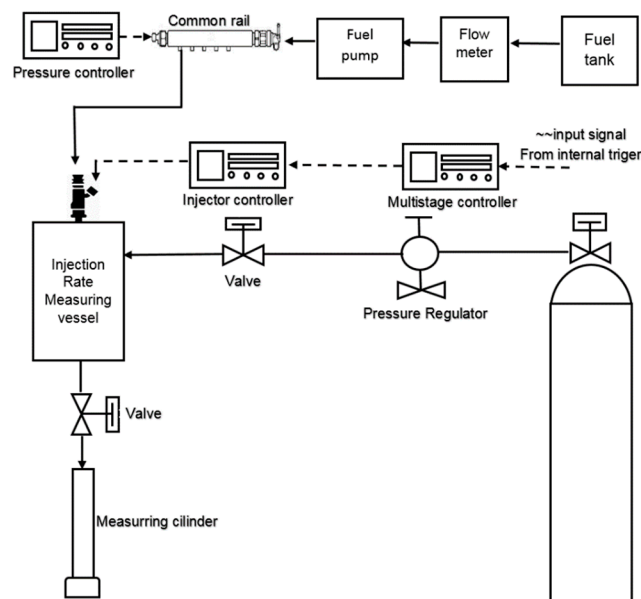 Common rail
Pressure controller
Fuel
pump
Flow
meter
Fuel
tank
~~input signal
From internal triger
Injector controller
Multistage controller
Injection
Rate
Measuring
vessel
Valve
Pressure Regulator
Valve
Measurring cilinder